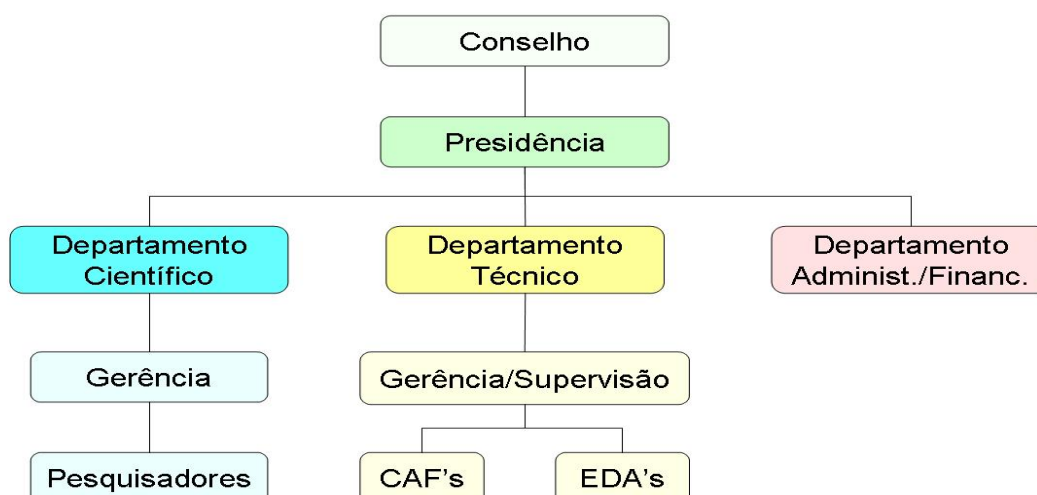 Conselho
Presidência
Departamento
Científico
Departamento
Técnico
Departamento
Administ./Financ.
Gerência
Gerência/Supervisão
Pesquisadores
CAF's
EDA's